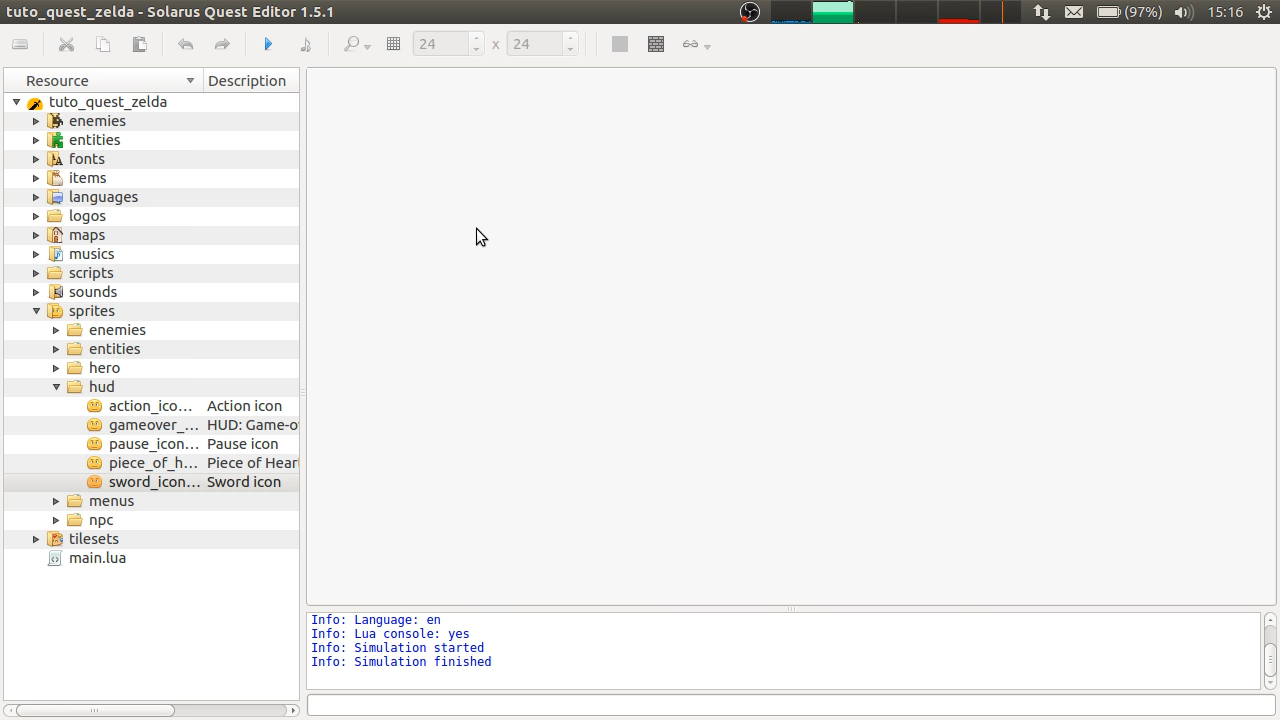 tuto_quest_zelda - Solarus Quest Editor 1.5.1
(97%)
15:16
24
x
24
Resource
Description
tuto_quest_zelda
enemies
entities
fonts
items
languages
logos
maps
musics
scripts
sounds
sprites
enemies
entities
hero
hud
action_ico... Action icon
gameover_... HUD: Game-o
pause_icon... Pause icon
piece_of_h... Piece of Hear
sword_icon... Sword icon
menus
npc
tilesets
main.lua
Info: Language: en
Info: Lua console: yes
Info: Simulation started
Info: Simulation finished